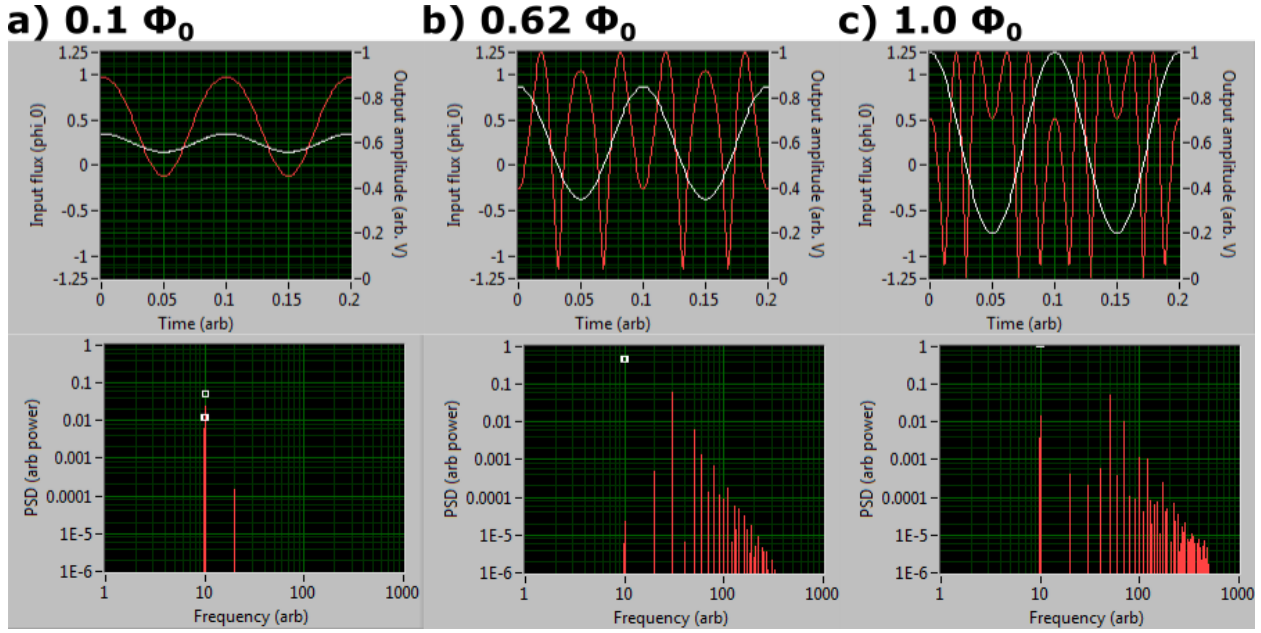 a) 0.1 Φ₀
b) 0.62 Φ₀
c) 1.0 Φ₀
Input flux (phi_0)
1.25
1
0.5
0
-0.5
-1
-1.25
1
0.8
0.6
0.4
0.2
0
Output amplitude (arb. V)
0 0.05 0.1 0.15 0.2
Time (arb)
Input flux (phi_0)
1.25
1
0.5
0
-0.5
-1
-1.25
1
0.8
0.6
0.4
0.2
0
Output amplitude (arb. V)
0 0.05 0.1 0.15 0.2
Time (arb)
Input flux (phi_0)
1.25
1
0.5
0
-0.5
-1
-1.25
1
0.8
0.6
0.4
0.2
0
Output amplitude (arb. V)
0 0.05 0.1 0.15 0.2
Time (arb)
PSD (arb power)
1
0.1
0.01
0.001
0.0001
1E-5
1E-6
1 10 100 1000
Frequency (arb)
PSD (arb power)
1
0.1
0.01
0.001
0.0001
1E-5
1E-6
1 10 100 1000
Frequency (arb)
PSD (arb power)
1
0.1
0.01
0.001
0.0001
1E-5
1E-6
1 10 100 1000
Frequency (arb)